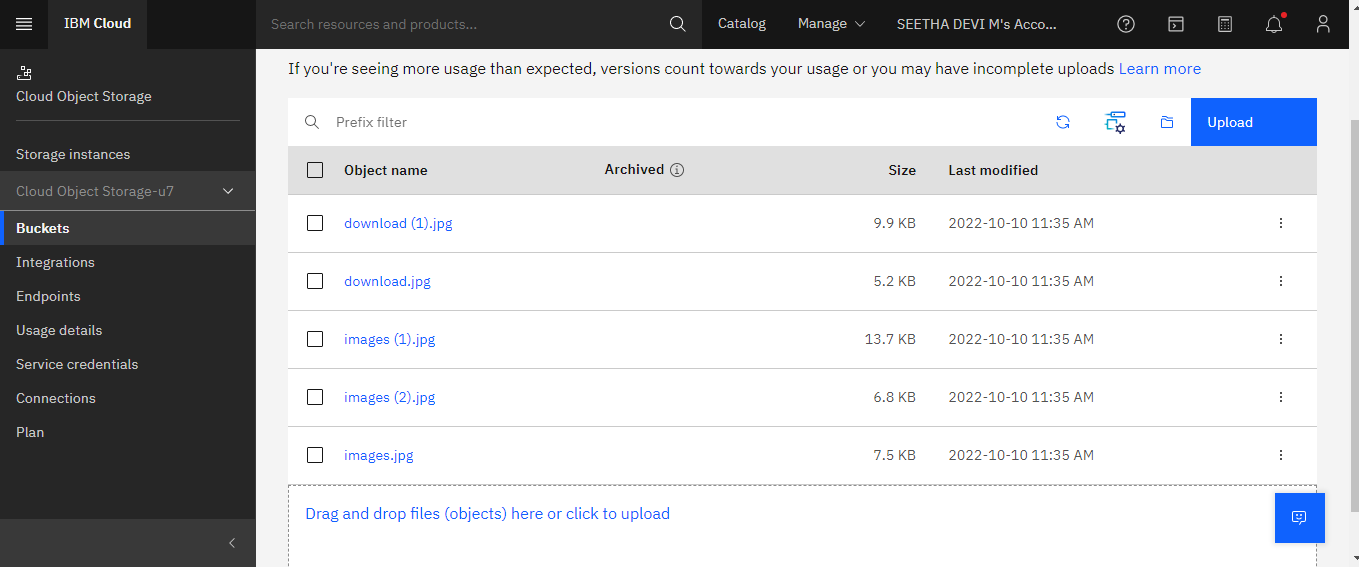 IBM Cloud
Search resources and products...
Catalog
Manage
SEETHA DEVI M's Acco...
Cloud Object Storage
Storage instances
Cloud Object Storage-u7
Buckets
Integrations
Endpoints
Usage details
Service credentials
Connections
Plan
If you're seeing more usage than expected, versions count towards your usage or you may have incomplete uploads Learn more
Prefix filter
Upload
Object name Archived Size Last modified
download (1).jpg 9.9 KB 2022-10-10 11:35 AM
download.jpg 5.2 KB 2022-10-10 11:35 AM
images (1).jpg 13.7 KB 2022-10-10 11:35 AM
images (2).jpg 6.8 KB 2022-10-10 11:35 AM
images.jpg 7.5 KB 2022-10-10 11:35 AM
Drag and drop files (objects) here or click to upload